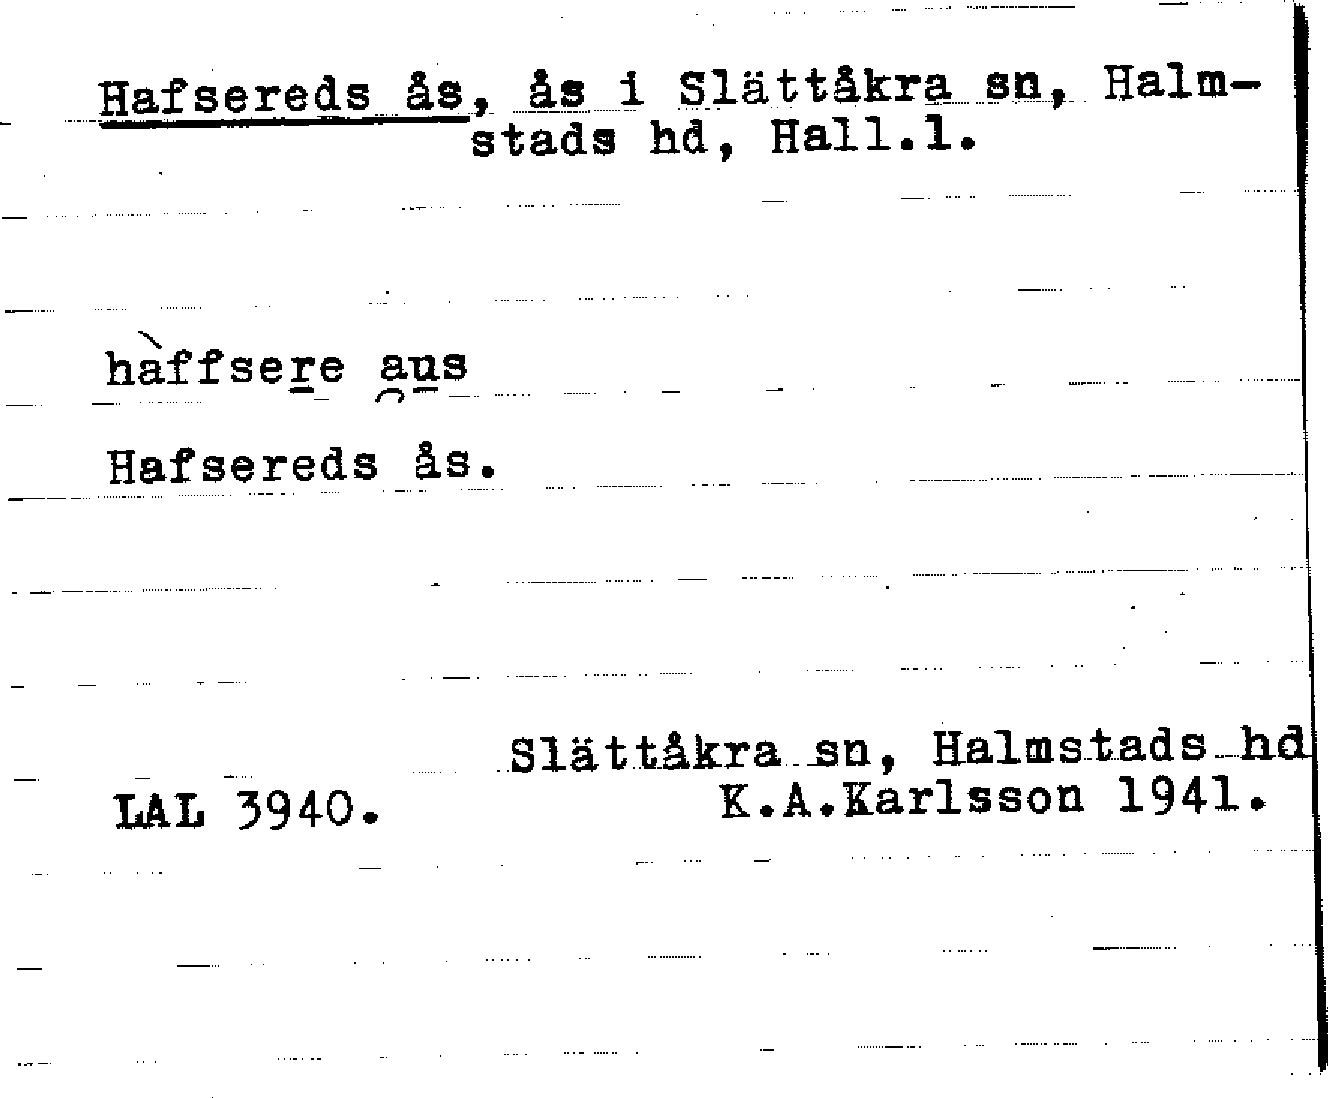 Hafsereds ås, ås i Slättåkra sn, Halm-
stads hd, Hall.l.
hàffsere aus
Hafsereds ås.
Slättåkra sn, Halmstads hd
LAL 3940. K.A.Karlsson 1941.